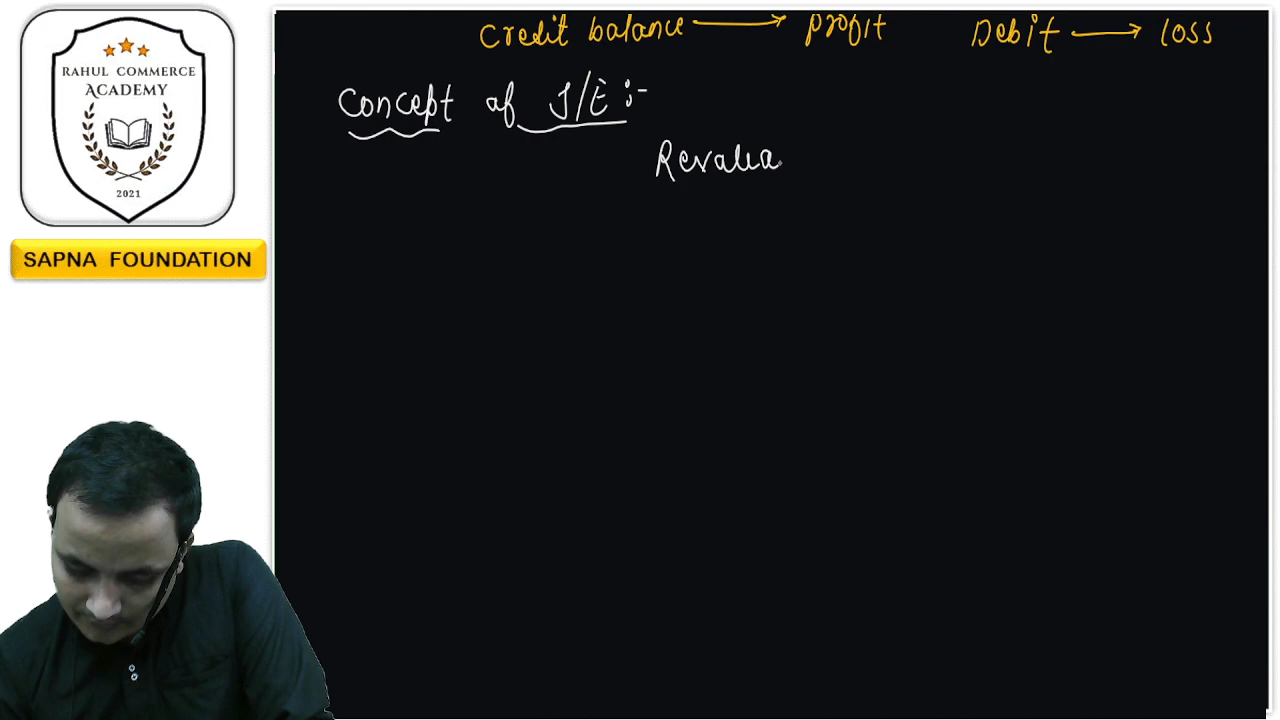 RAHUL COMMERCE
ACADEMY
2021
SAPNA FOUNDATION
Credit balance → profit Debit → loss
Concept of J/E :-
Revalua